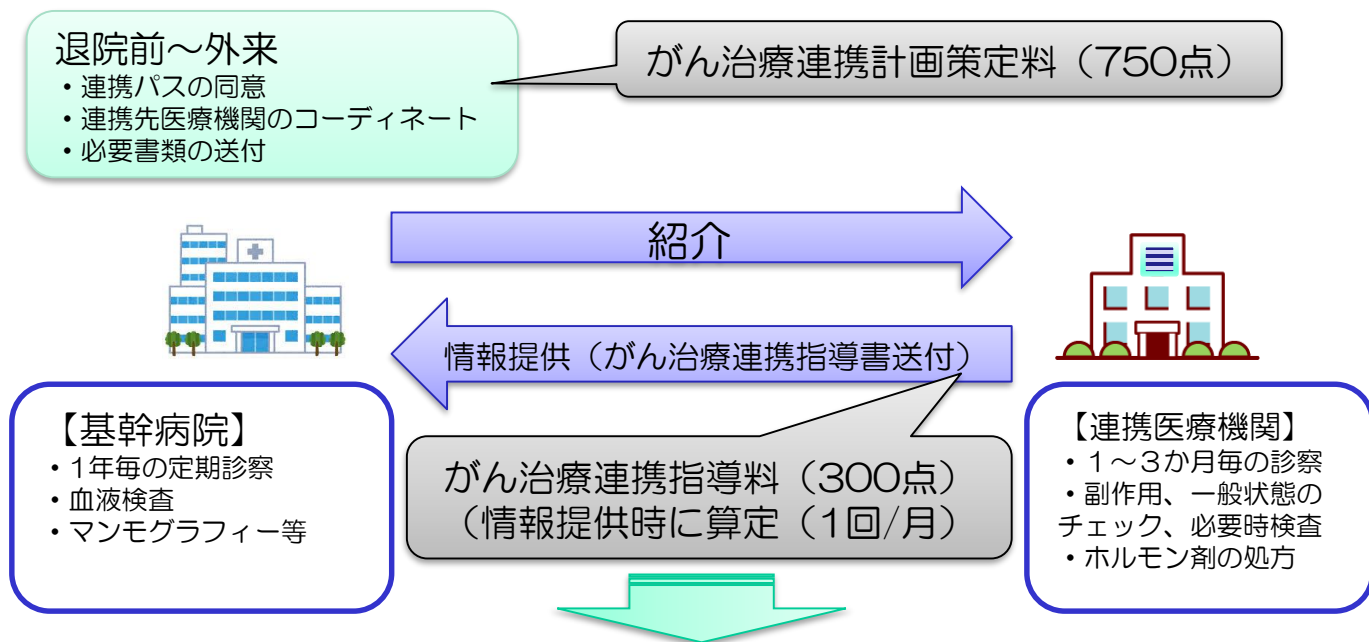 退院前～外来
・連携パスの同意
・連携先医療機関のコーディネート
・必要書類の送付
がん治療連携計画策定料（750点）
紹介
情報提供（がん治療連携指導書送付）
【基幹病院】
・1年毎の定期診察
・血液検査
・マンモグラフィー等
がん治療連携指導料（300点）
（情報提供時に算定（1回/月）
【連携医療機関】
・１～３か月毎の診察
・副作用、一般状態の
チェック、必要時検査
・ホルモン剤の処方